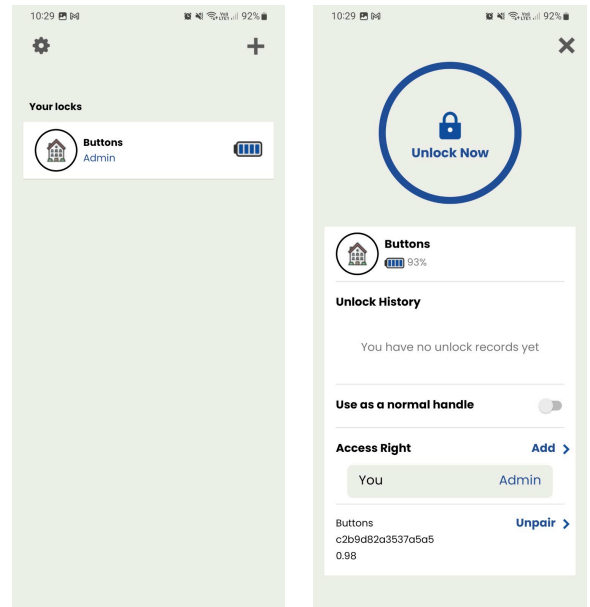 10:29 92%
Your locks
Buttons
Admin
10:29 92%
Unlock Now
Buttons
93%
Unlock History
You have no unlock records yet
Use as a normal handle
Access Right Add >
You Admin
Buttons Unpair >
c2b9d82a3537a5a5
0.98